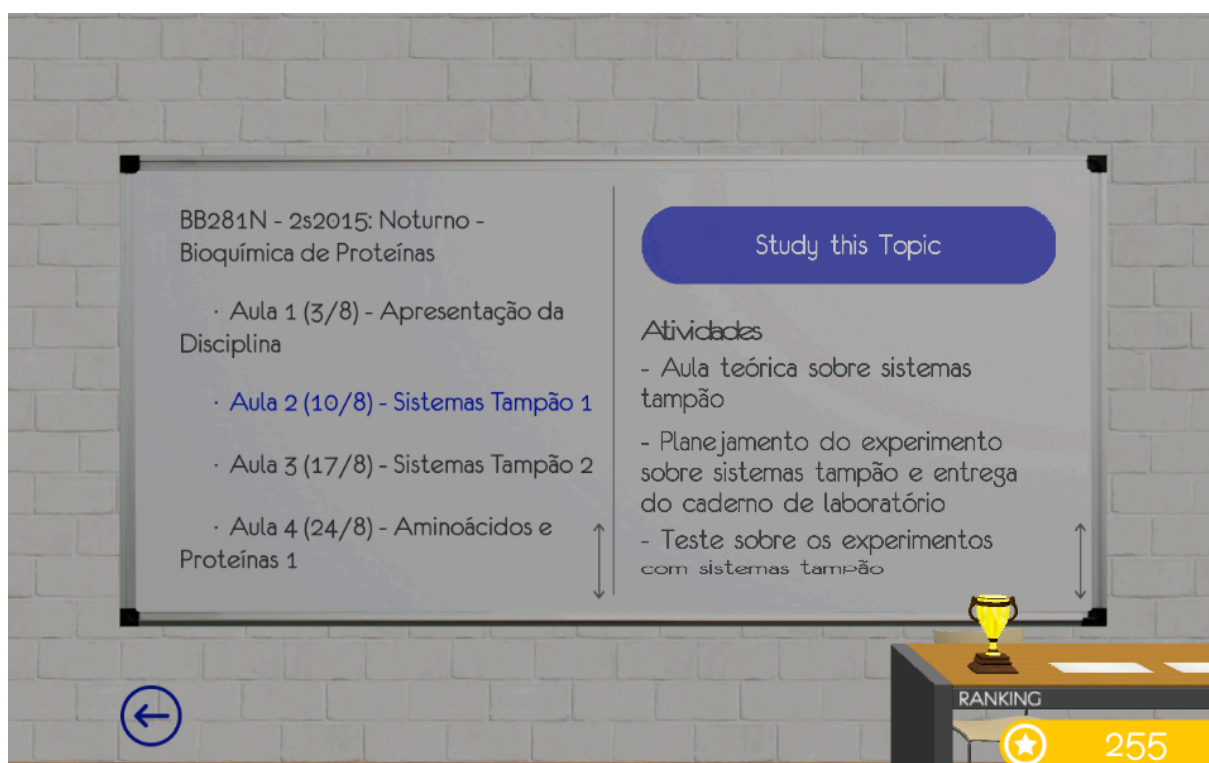 BB281N - 2s2015: Noturno -
Bioquímica de Proteínas
· Aula 1 (3/8) - Apresentação da
Disciplina
· Aula 2 (10/8) - Sistemas Tampão 1
· Aula 3 (17/8) - Sistemas Tampão 2
· Aula 4 (24/8) - Aminoácidos e
Proteínas 1
Study this Topic
Atividades
- Aula teórica sobre sistemas
tampão
- Planejamento do experimento
sobre sistemas tampão e entrega
do caderno de laboratório
- Teste sobre os experimentos
com sistemas tampão
RANKING
255